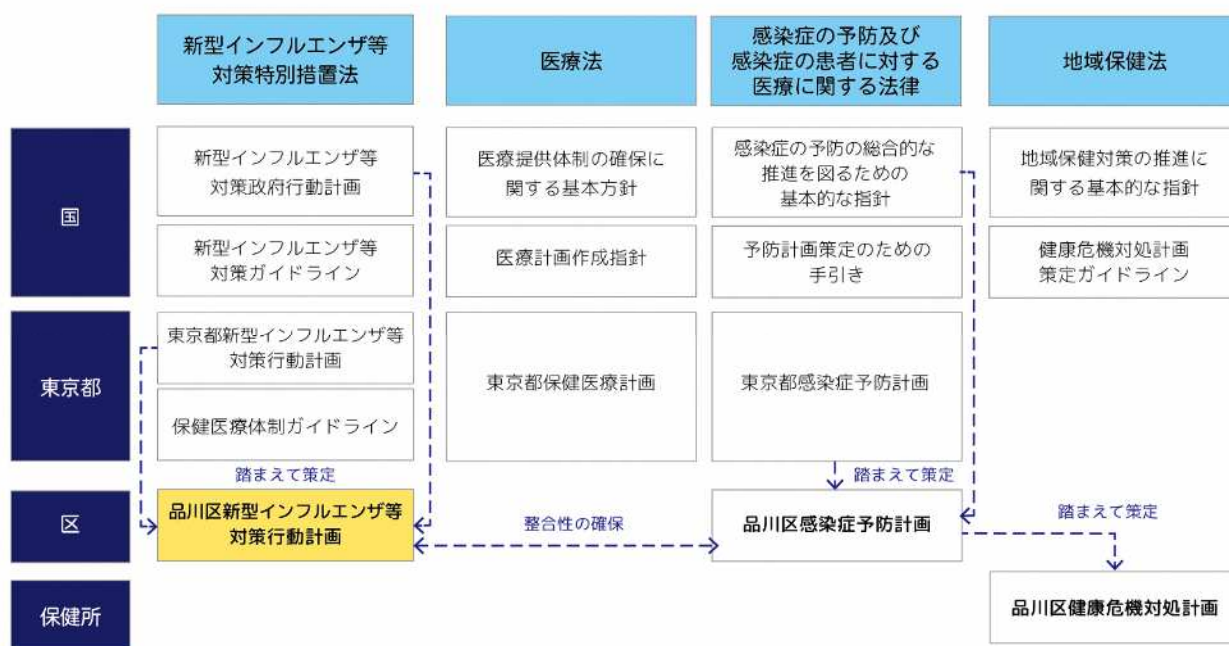 新型インフルエンザ等
対策特別措置法
医療法
感染症の予防及び
感染症の患者に対する
医療に関する法律
地域保健法
国
新型インフルエンザ等
対策政府行動計画
医療提供体制の確保に
関する基本方針
感染症の予防の総合的な
推進を図るための
基本的な指針
地域保健対策の推進に
関する基本的な指針
新型インフルエンザ等
対策ガイドライン
医療計画作成指針
予防計画策定のための
手引き
健康危機対処計画
策定ガイドライン
東京都
東京都新型インフルエンザ等
対策行動計画
保健医療体制ガイドライン
東京都保健医療計画
東京都感染症予防計画
踏まえて策定
踏まえて策定
区
品川区新型インフルエンザ等
対策行動計画
整合性の確保
品川区感染症予防計画
踏まえて策定
保健所
品川区健康危機対処計画